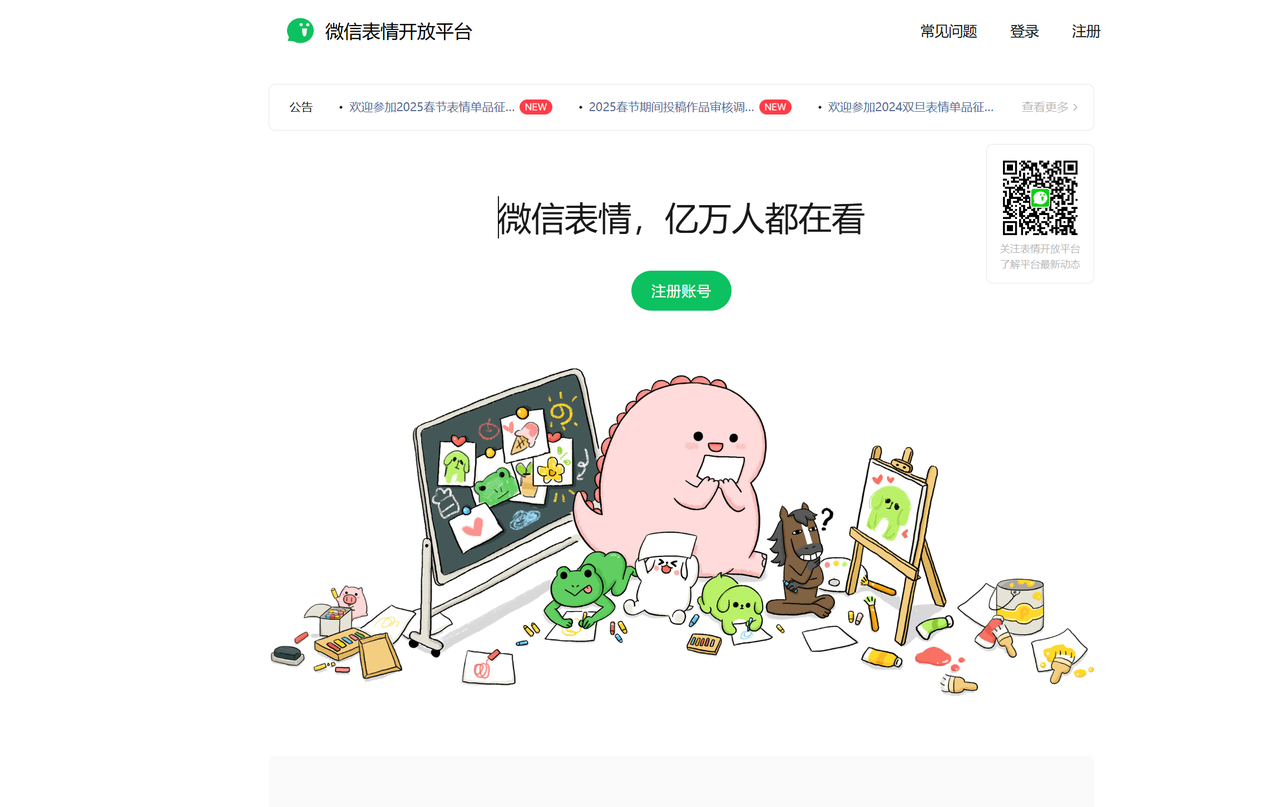 微信表情开放平台
常见问题 登录 注册
公告 • 欢迎参加2025春节表情单品征... NEW • 2025春节期间投稿作品审核调... NEW • 欢迎参加2024双旦表情单品征... 查看更多
微信表情，亿万人都在看
关注表情开放平台
了解平台最新动态
注册账号
?